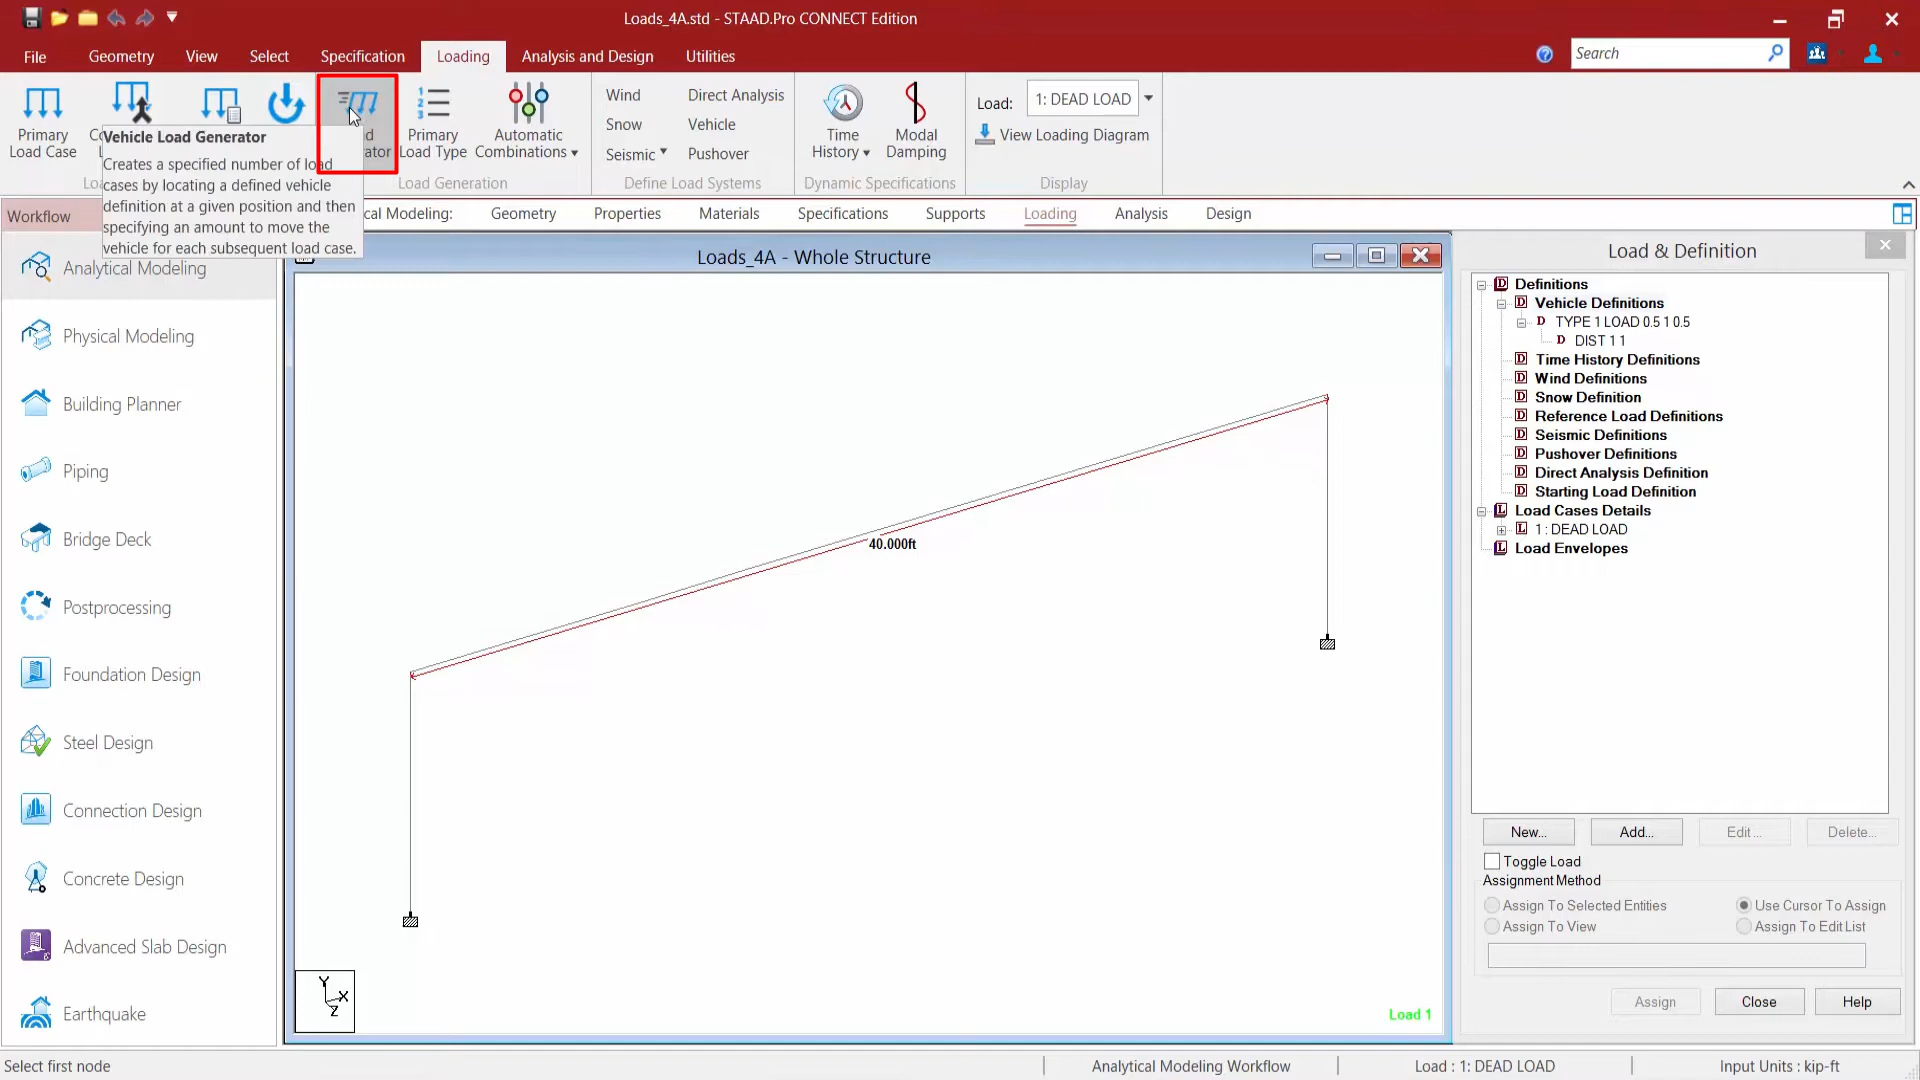 Loads_4A.std - STAAD.Pro CONNECT Edition
File
Geometry
View
Select
Specification
Loading
Analysis and Design
Utilities
Search
Primary
Load Case
Vehicle Load Generator
Creates a specified number of load
cases by locating a defined vehicle
definition at a given position and then
specifying an amount to move the
vehicle for each subsequent load case.
Primary
Load Type
Automatic
Combinations
Load Generation
Wind
Snow
Seismic
Direct Analysis
Vehicle
Pushover
Define Load Systems
Time
History
Modal
Damping
Dynamic Specifications
Load:
1: DEAD LOAD
View Loading Diagram
Display
Workflow
cal Modeling:
Geometry
Properties
Materials
Specifications
Supports
Loading
Analysis
Design
Analytical Modeling
Physical Modeling
Building Planner
Piping
Bridge Deck
Postprocessing
Foundation Design
Steel Design
Connection Design
Concrete Design
Advanced Slab Design
Earthquake
Loads_4A - Whole Structure
40.000ft
Y
X
Z
Load 1
Load & Definition
Definitions
Vehicle Definitions
TYPE 1 LOAD 0.5 1 0.5
DIST 1 1
Time History Definitions
Wind Definitions
Snow Definition
Reference Load Definitions
Seismic Definitions
Pushover Definitions
Direct Analysis Definition
Starting Load Definition
Load Cases Details
1 : DEAD LOAD
Load Envelopes
New...
Add...
Edit...
Delete...
Toggle Load
Assignment Method
Assign To Selected Entities
Use Cursor To Assign
Assign To View
Assign To Edit List
Assign
Close
Help
Select first node
Analytical Modeling Workflow
Load : 1: DEAD LOAD
Input Units : kip-ft